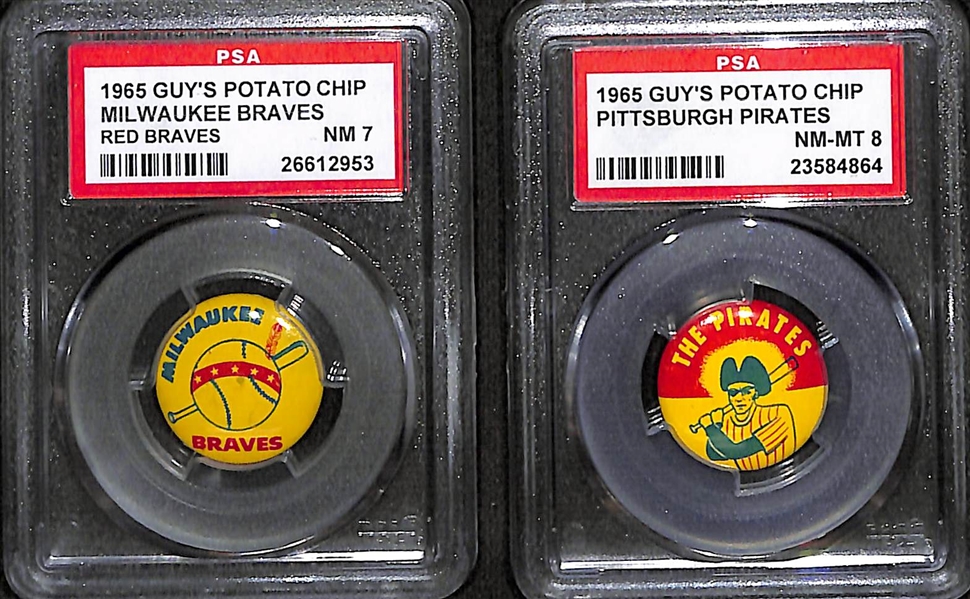 PSA
1965 GUY'S POTATO CHIP
MILWAUKEE BRAVES
RED BRAVES NM 7
26612953
MILWAUKEE
BRAVES
PSA
1965 GUY'S POTATO CHIP
PITTSBURGH PIRATES
NM-MT 8
23584864
THE PIRATES